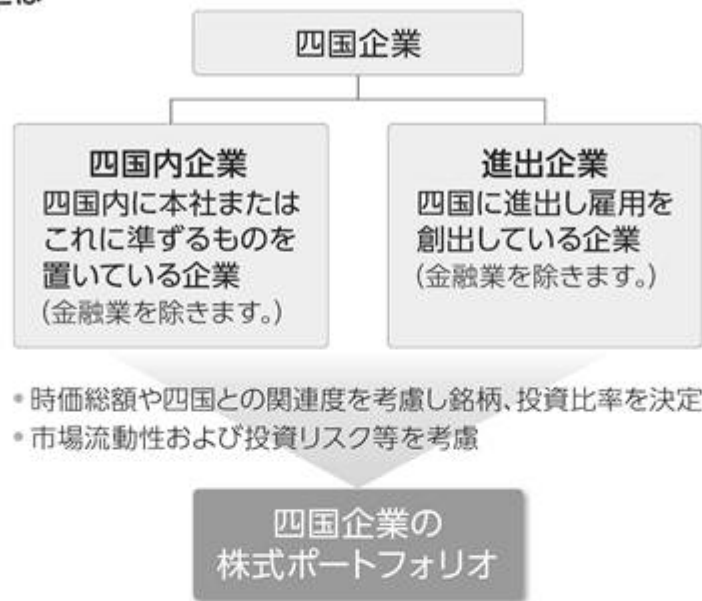 四国企業
四国内企業
四国内に本社または
これに準ずるものを
置いている企業
(金融業を除きます。)
進出企業
四国に進出し雇用を
創出している企業
(金融業を除きます。)
• 時価総額や四国との関連度を考慮し銘柄、投資比率を決定
• 市場流動性および投資リスク等を考慮
四国企業の
株式ポートフォリオ